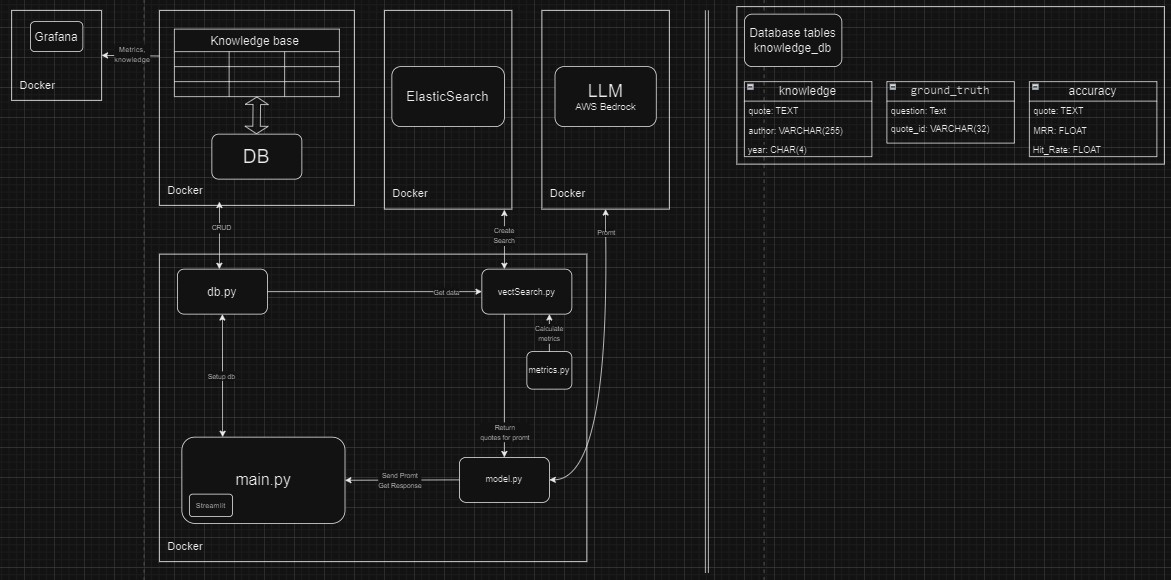 Grafana
Docker
Metrics,
knowledge
Knowledge base
DB
Docker
ElasticSearch
Docker
LLM
AWS Bedrock
Docker
CRUD
Create
Search
Promt
db.py
Get data
vectSearch.py
Calculate
metrics
metrics.py
Setuo db
Return
quotes for promt
main.py
Streamlit
Send Promt
Get Response
model.py
Docker
Database tables
knowledge_db
knowledge
quote: TEXT
author: VARCHAR(255)
year: CHAR(4)
ground_truth
question: Text
quote_id: VARCHAR(32)
accuracy
quote: TEXT
MRR: FLOAT
Hit_Rate: FLOAT